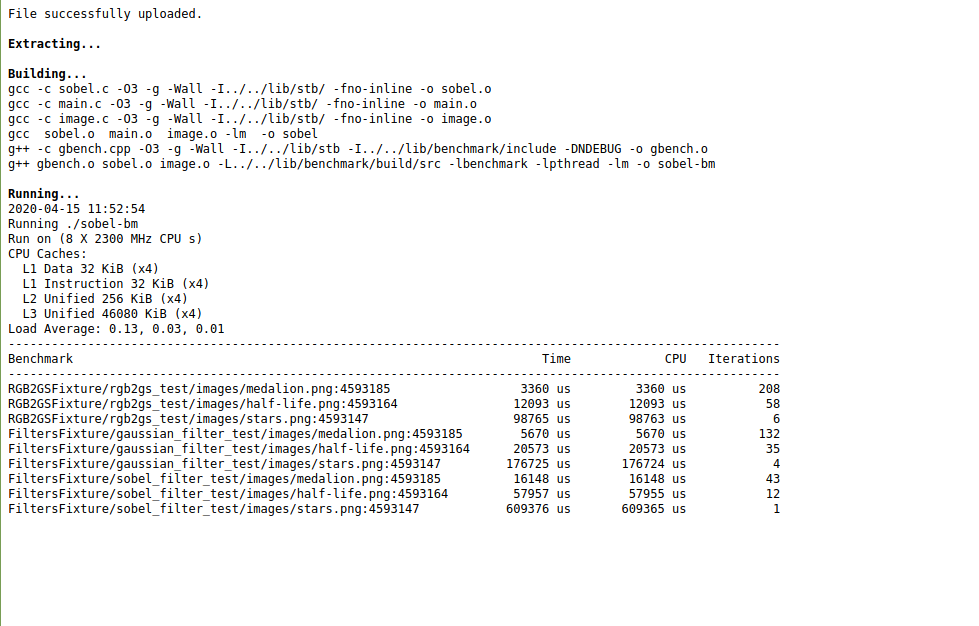 File successfully uploaded.
Extracting...
Building...
gcc -c sobel.c -O3 -g -Wall -I../../lib/stb/ -fno-inline -o sobel.o
gcc -c main.c -O3 -g -Wall -I../../lib/stb/ -fno-inline -o main.o
gcc -c image.c -O3 -g -Wall -I../../lib/stb/ -fno-inline -o image.o
gcc  sobel.o  main.o  image.o -lm  -o sobel
g++ -c gbench.cpp -O3 -g -Wall -I../../lib/stb -I../../lib/benchmark/include -DNDEBUG -o gbench.o
g++ gbench.o sobel.o image.o -L../../lib/benchmark/build/src -lbenchmark -lpthread -lm -o sobel-bm
Running...
2020-04-15 11:52:54
Running ./sobel-bm
Run on (8 X 2300 MHz CPU s)
CPU Caches:
  L1 Data 32 KiB (x4)
  L1 Instruction 32 KiB (x4)
  L2 Unified 256 KiB (x4)
  L3 Unified 46080 KiB (x4)
Load Average: 0.13, 0.03, 0.01
-----------------------------------------------------------------------------------------------------------
Benchmark                                                                 Time             CPU   Iterations
-----------------------------------------------------------------------------------------------------------
RGB2GSFixture/rgb2gs_test/images/medalion.png:4593185                  3360 us         3360 us          208
RGB2GSFixture/rgb2gs_test/images/half-life.png:4593164                12093 us        12093 us           58
RGB2GSFixture/rgb2gs_test/images/stars.png:4593147                    98765 us        98763 us            6
FiltersFixture/gaussian_filter_test/images/medalion.png:4593185        5670 us         5670 us          132
FiltersFixture/gaussian_filter_test/images/half-life.png:4593164      20573 us        20573 us           35
FiltersFixture/gaussian_filter_test/images/stars.png:4593147         176725 us       176724 us            4
FiltersFixture/sobel_filter_test/images/medalion.png:4593185          16148 us        16148 us           43
FiltersFixture/sobel_filter_test/images/half-life.png:4593164         57957 us        57955 us           12
FiltersFixture/sobel_filter_test/images/stars.png:4593147            609376 us       609365 us            1